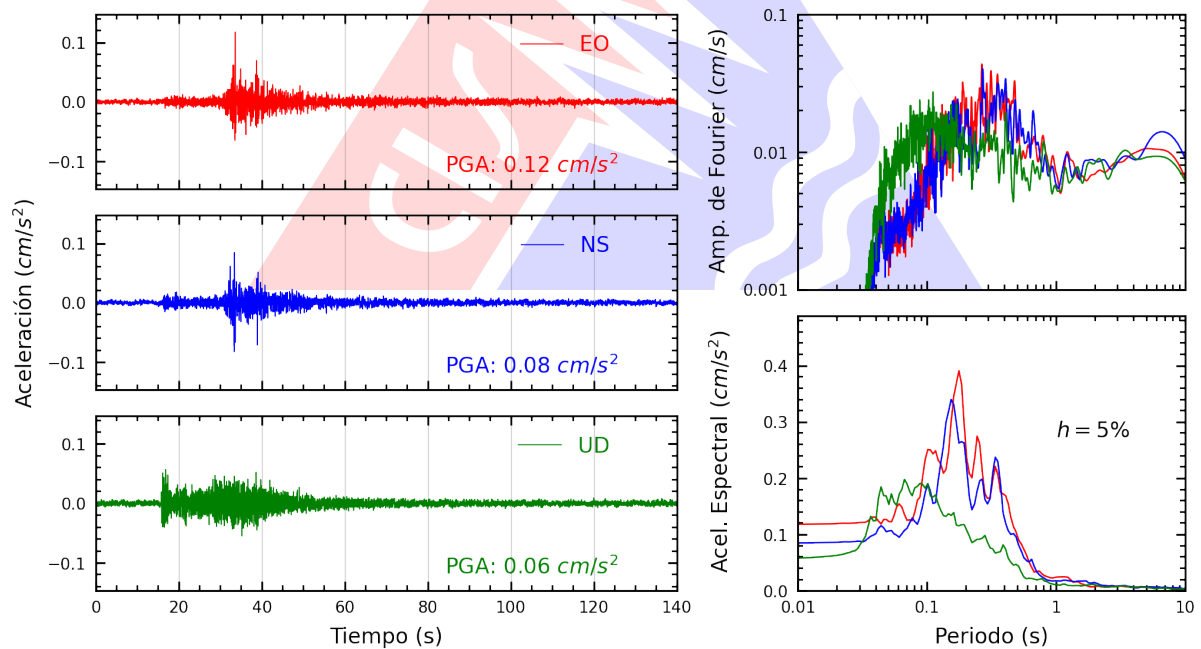 Aceleración (cm/s²)
0.1
0.0
−0.1
EO
PGA: 0.12 cm/s²
0.1
0.0
−0.1
NS
PGA: 0.08 cm/s²
0.1
0.0
−0.1
UD
PGA: 0.06 cm/s²
0 20 40 60 80 100 120 140
Tiempo (s)
Amp. de Fourier (cm/s)
0.1
0.01
0.001
Acel. Espectral (cm/s²)
0.4
0.3
0.2
0.1
0.0
h = 5%
0.01 0.1 1 10
Periodo (s)